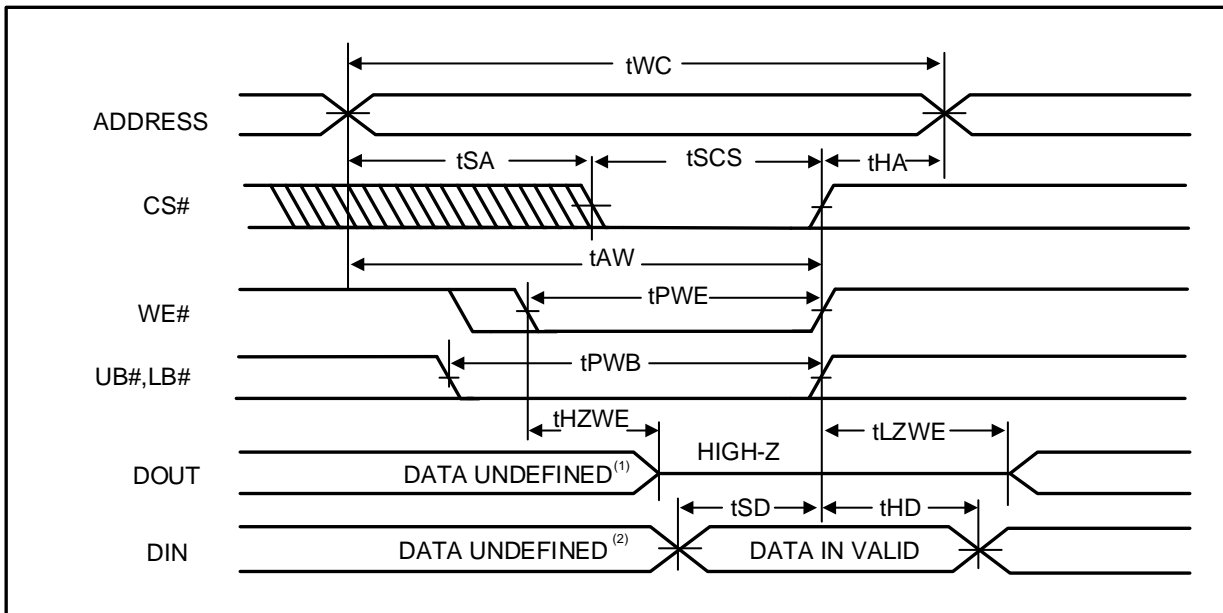 tWC
ADDRESS
tSA
tSCS
tHA
CS#
tAW
WE#
tPWE
UB#,LB#
tPWB
tHZWE
tLZWE
DOUT
DATA UNDEFINED(1)
HIGH-Z
tSD
tHD
DIN
DATA UNDEFINED (2)
DATA IN VALID